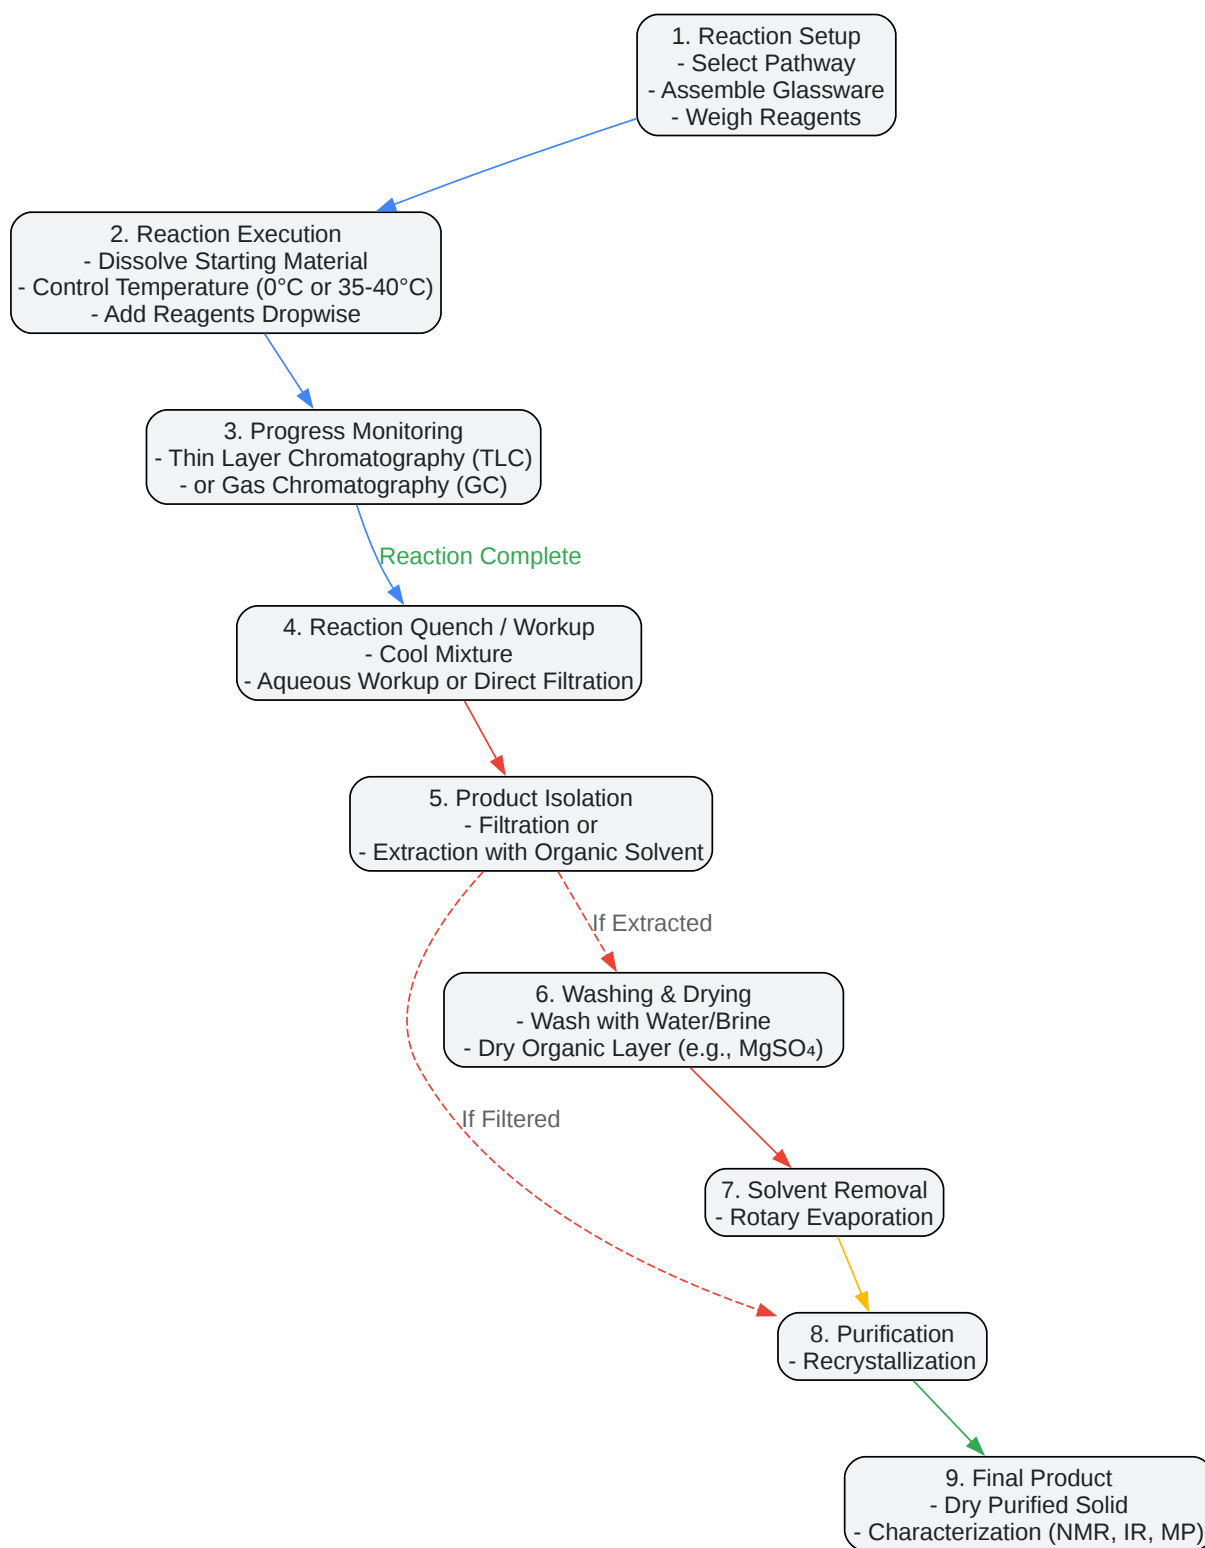 1. Reaction Setup
- Select Pathway
- Assemble Glassware
- Weigh Reagents
2. Reaction Execution
- Dissolve Starting Material
- Control Temperature (0°C or 35-40°C)
- Add Reagents Dropwise
3. Progress Monitoring
- Thin Layer Chromatography (TLC)
- or Gas Chromatography (GC)
Reaction Complete
4. Reaction Quench / Workup
- Cool Mixture
- Aqueous Workup or Direct Filtration
5. Product Isolation
- Filtration or
- Extraction with Organic Solvent
If Extracted
6. Washing & Drying
- Wash with Water/Brine
- Dry Organic Layer (e.g., MgSO₄)
If Filtered
7. Solvent Removal
- Rotary Evaporation
8. Purification
- Recrystallization
9. Final Product
- Dry Purified Solid
- Characterization (NMR, IR, MP)